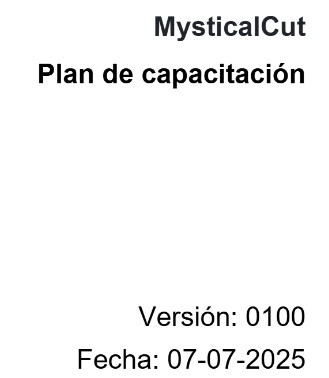 MysticalCut
Plan de capacitación
Versión: 0100
Fecha: 07-07-2025